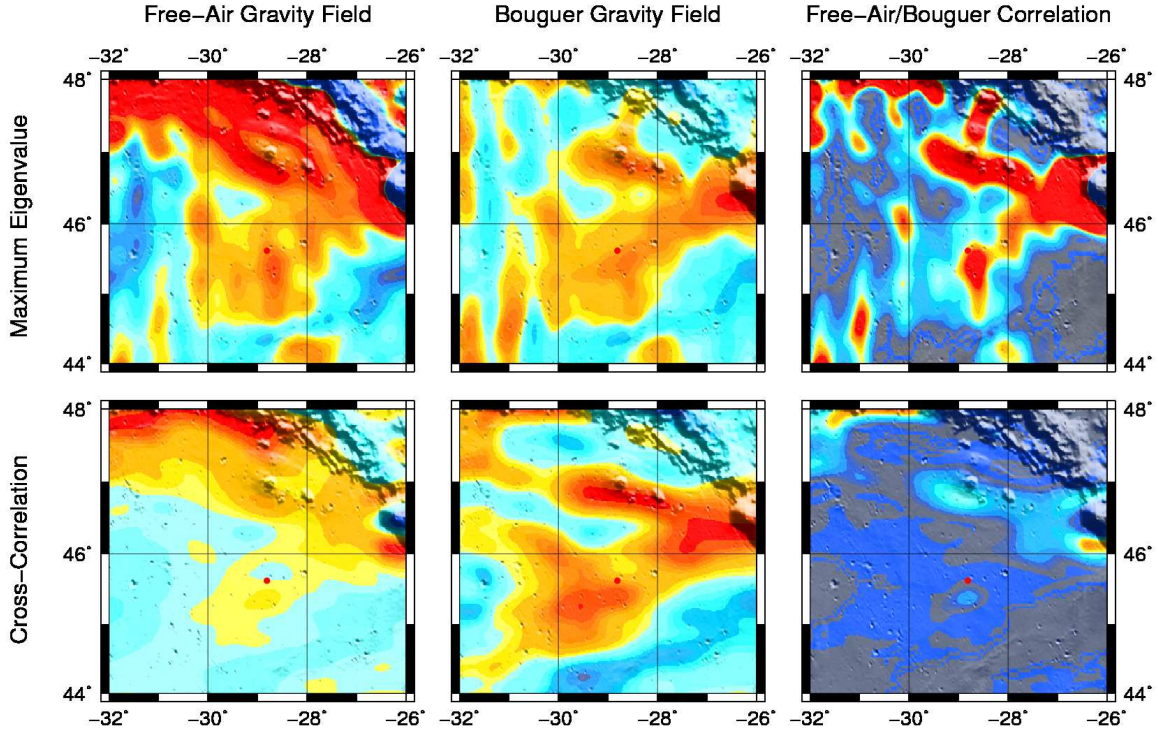 Free−Air Gravity Field Bouguer Gravity Field Free−Air/Bouguer Correlation
−32˚ −30˚ −28˚ −26˚ −32˚ −30˚ −28˚ −26˚ −32˚ −30˚ −28˚ −26˚
48˚ 48˚
Maximum Eigenvalue
46˚ 46˚
44˚ 44˚
48˚ 48˚
Cross−Correlation
46˚ 46˚
44˚ 44˚
−32˚ −30˚ −28˚ −26˚ −32˚ −30˚ −28˚ −26˚ −32˚ −30˚ −28˚ −26˚